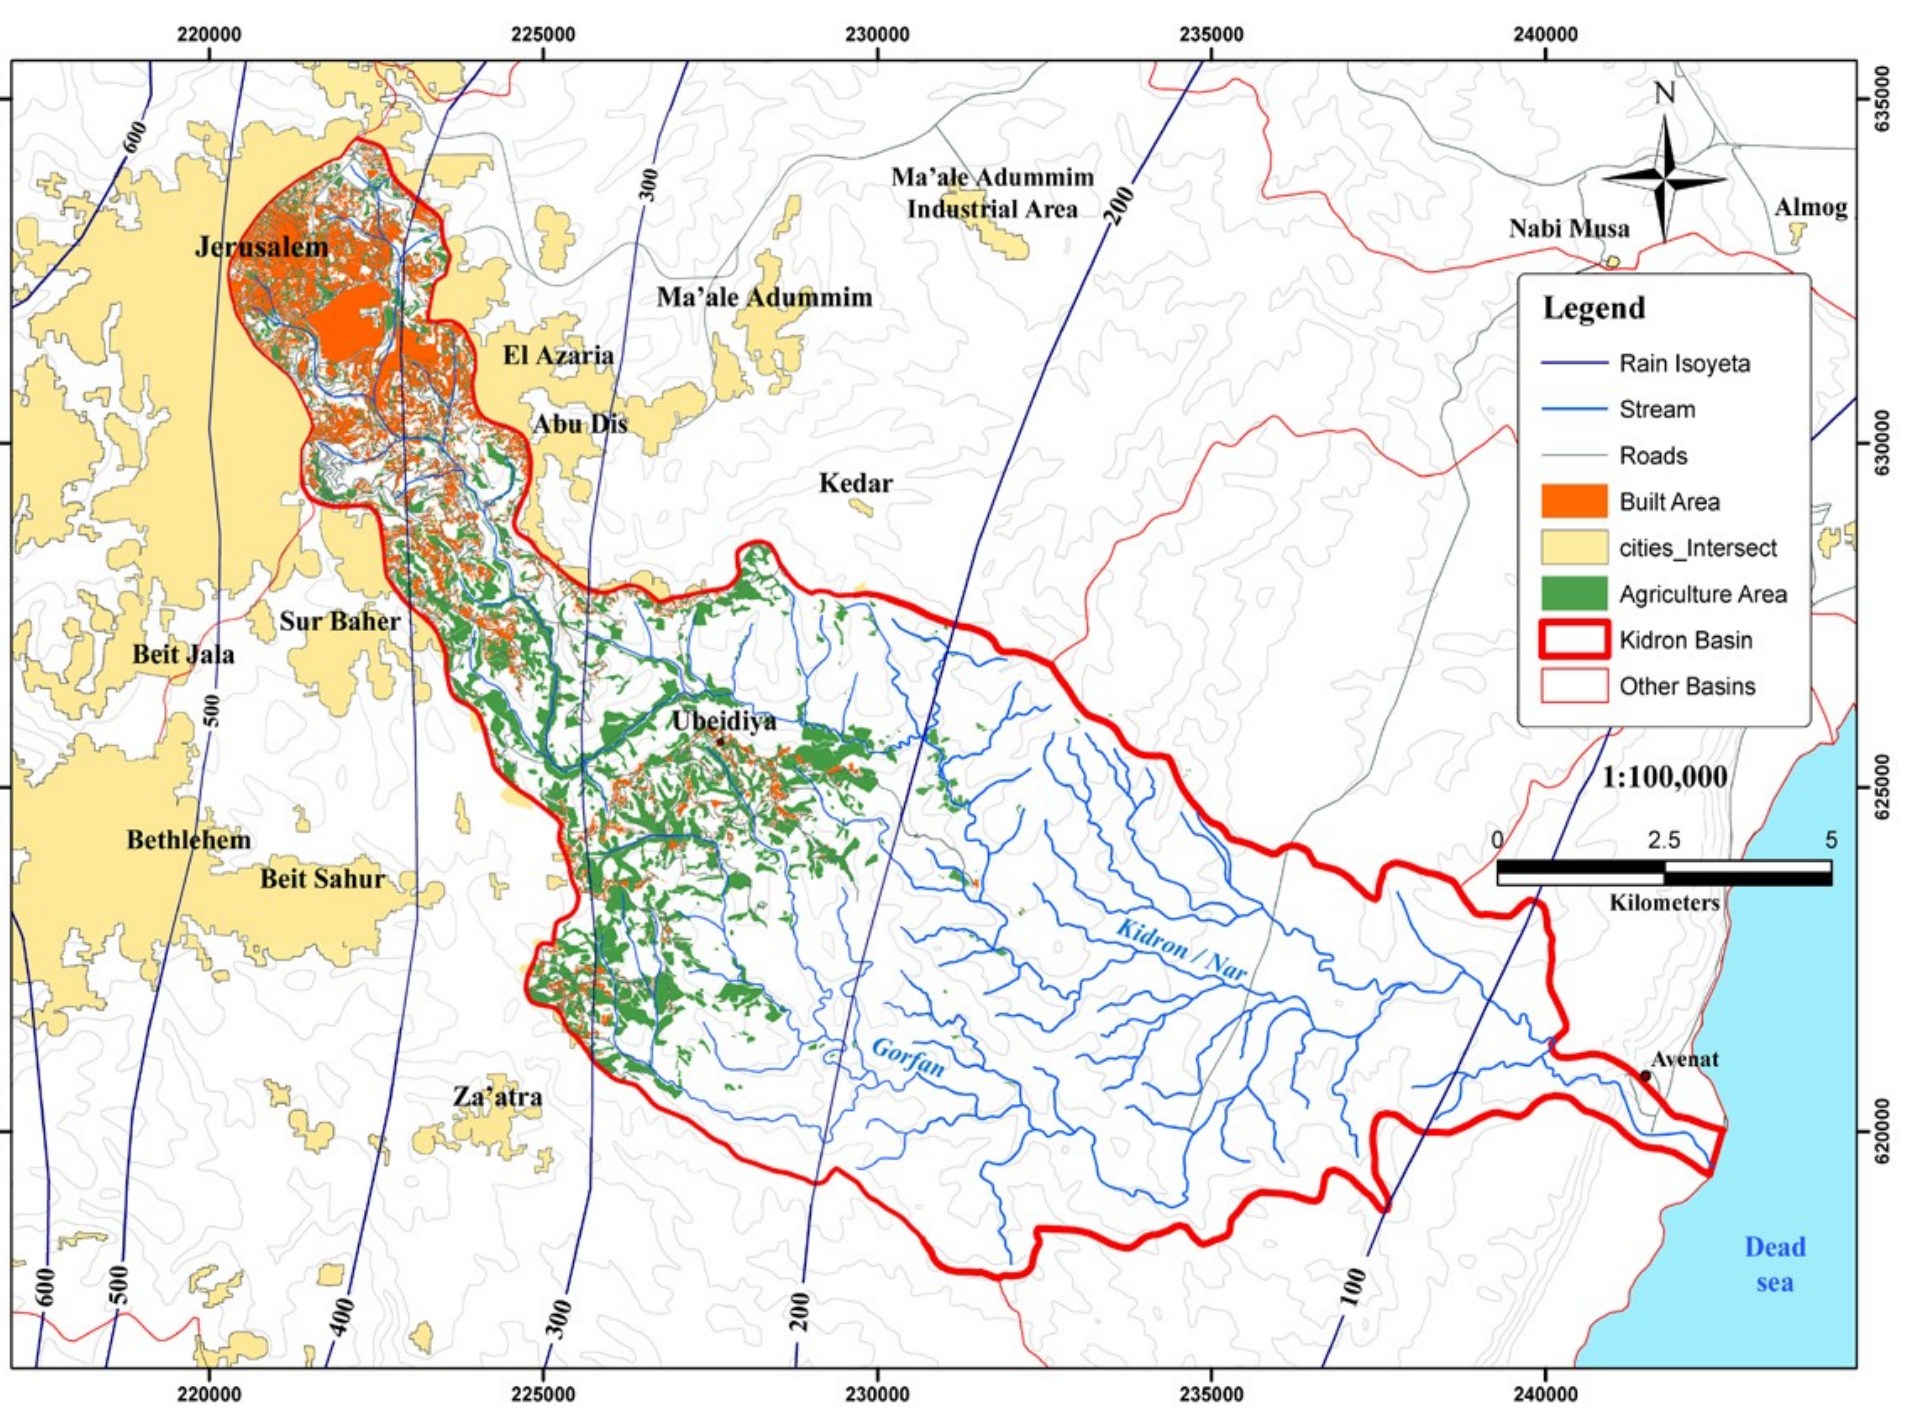 220000
225000
230000
235000
240000
635000
630000
625000
620000
600
300
200
N
Ma'ale Adummim
Industrial Area
Nabi Musa
Almog
Jerusalem
Ma'ale Adummim
El Azaria
Abu Dis
Kedar
Sur Baher
Beit Jala
500
Ubeidiya
Bethlehem
Beit Sahur
Kidron / Nar
Gorfan
Za'atra
Avenat
Dead
sea
Legend
Rain Isoyeta
Stream
Roads
Built Area
cities_Intersect
Agriculture Area
Kidron Basin
Other Basins
1:100,000
0
2.5
5
Kilometers
600
500
400
300
200
100
220000
225000
230000
235000
240000